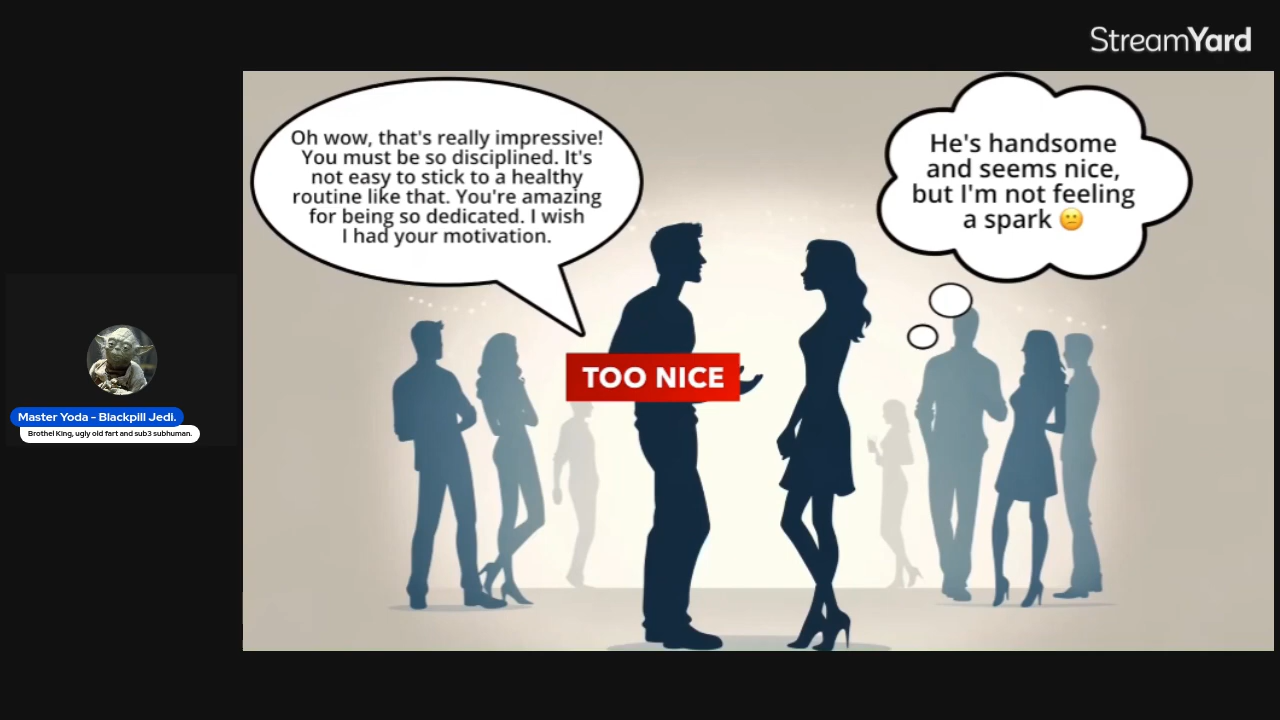 StreamYard
Oh wow, that's really impressive!
You must be so disciplined. It's
not easy to stick to a healthy
routine like that. You're amazing
for being so dedicated. I wish
I had your motivation.
He's handsome
and seems nice,
but I'm not feeling
a spark 😕
TOO NICE
Master Yoda - Blackpill Jedi.
Brothel King, ugly old fart and sub3 subhuman.